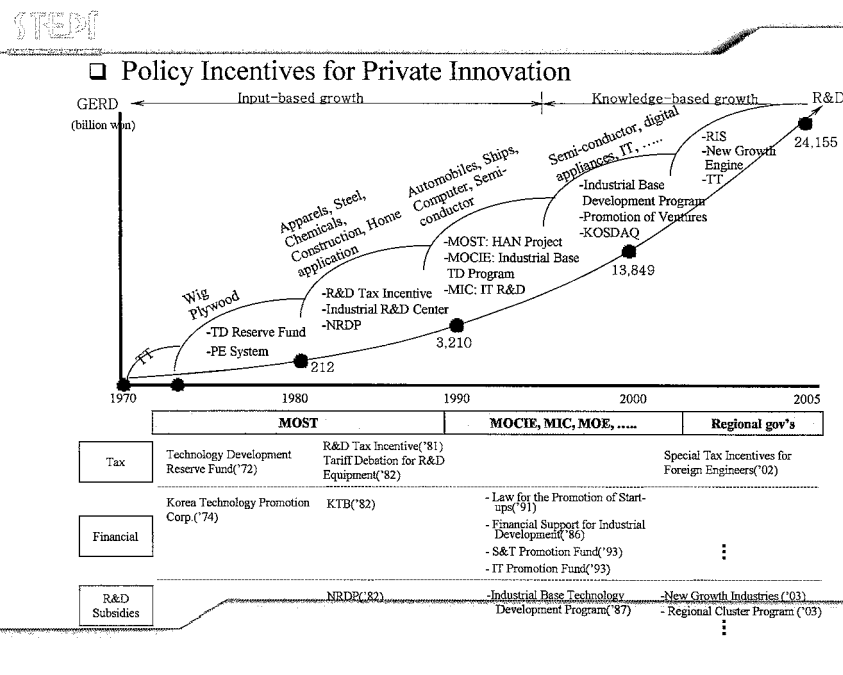 STEPI
❑ Policy Incentives for Private Innovation
GERD
(billion won)
Input-based growth
Knowledge-based growth
R&D
24,155
-RIS
-New Growth
Engine
-TT
Semi-conductor, digital
appliances, IT, …..
-Industrial Base
Development Program
-Promotion of Ventures
-KOSDAQ
13,849
Automobiles, Ships,
Computer, Semi-
conductor
-MOST: HAN Project
-MOCIE: Industrial Base
TD Program
-MIC: IT R&D
3,210
Apparels, Steel,
Chemicals,
Construction, Home
application
-R&D Tax Incentive
-Industrial R&D Center
-NRDP
212
Wig
Plywood
-TD Reserve Fund
-PE System
TT
1970
1980
1990
2000
2005
MOST
MOCIE, MIC, MOE, …..
Regional gov's
Tax
Technology Development
Reserve Fund('72)
R&D Tax Incentive('81)
Tariff Debation for R&D
Equipment('82)
Special Tax Incentives for
Foreign Engineers('02)
Financial
Korea Technology Promotion
Corp.('74)
KTB('82)
- Law for the Promotion of Start-
ups('91)
- Financial Support for Industrial
Development('86)
- S&T Promotion Fund('93)
- IT Promotion Fund('93)
R&D
Subsidies
NRDP('82)
-Industrial Base Technology
Development Program('87)
-New Growth Industries ('03)
- Regional Cluster Program ('03)